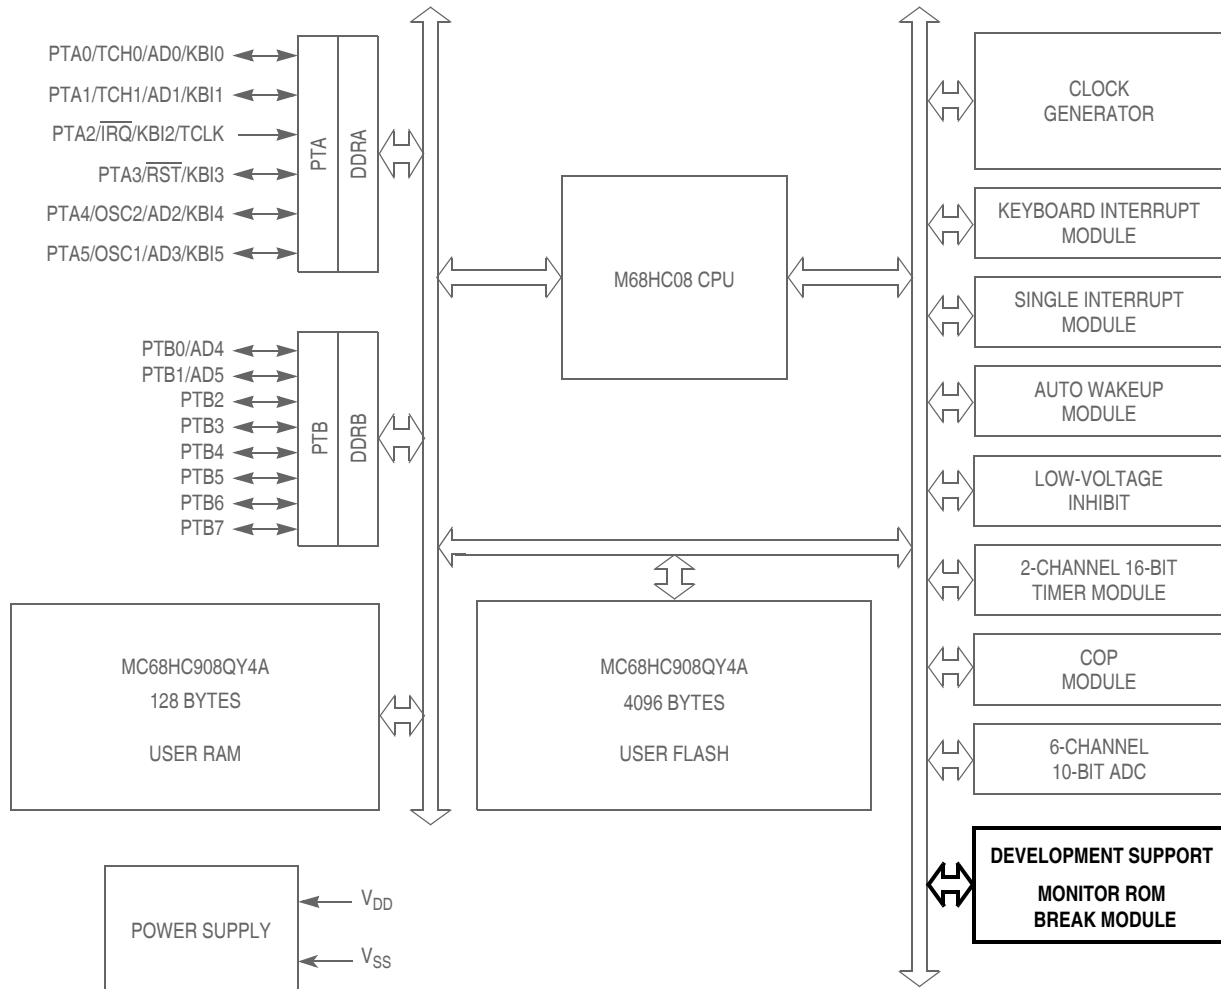 PTA0/TCH0/AD0/KBI0
PTA1/TCH1/AD1/KBI1
PTA2/IRQ/KBI2/TCLK
PTA3/RST/KBI3
PTA4/OSC2/AD2/KBI4
PTA5/OSC1/AD3/KBI5
PTA
DDRA
PTB0/AD4
PTB1/AD5
PTB2
PTB3
PTB4
PTB5
PTB6
PTB7
PTB
DDRB
M68HC08 CPU
MC68HC908QY4A
128 BYTES
USER RAM
MC68HC908QY4A
4096 BYTES
USER FLASH
POWER SUPPLY
VDD
VSS
CLOCK
GENERATOR
KEYBOARD INTERRUPT
MODULE
SINGLE INTERRUPT
MODULE
AUTO WAKEUP
MODULE
LOW-VOLTAGE
INHIBIT
2-CHANNEL 16-BIT
TIMER MODULE
COP
MODULE
6-CHANNEL
10-BIT ADC
DEVELOPMENT SUPPORT
MONITOR ROM
BREAK MODULE